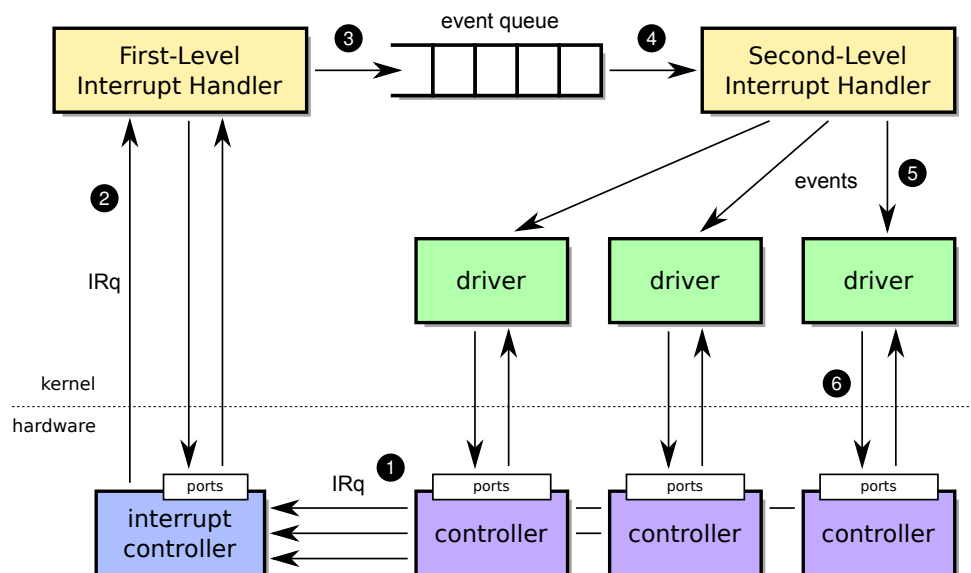 event queue
3
4
First-Level
Interrupt Handler
Second-Level
Interrupt Handler
2
5
events
IRq
driver
driver
driver
kernel
6
hardware
1
IRq
ports
ports
ports
ports
interrupt
controller
controller
controller
controller